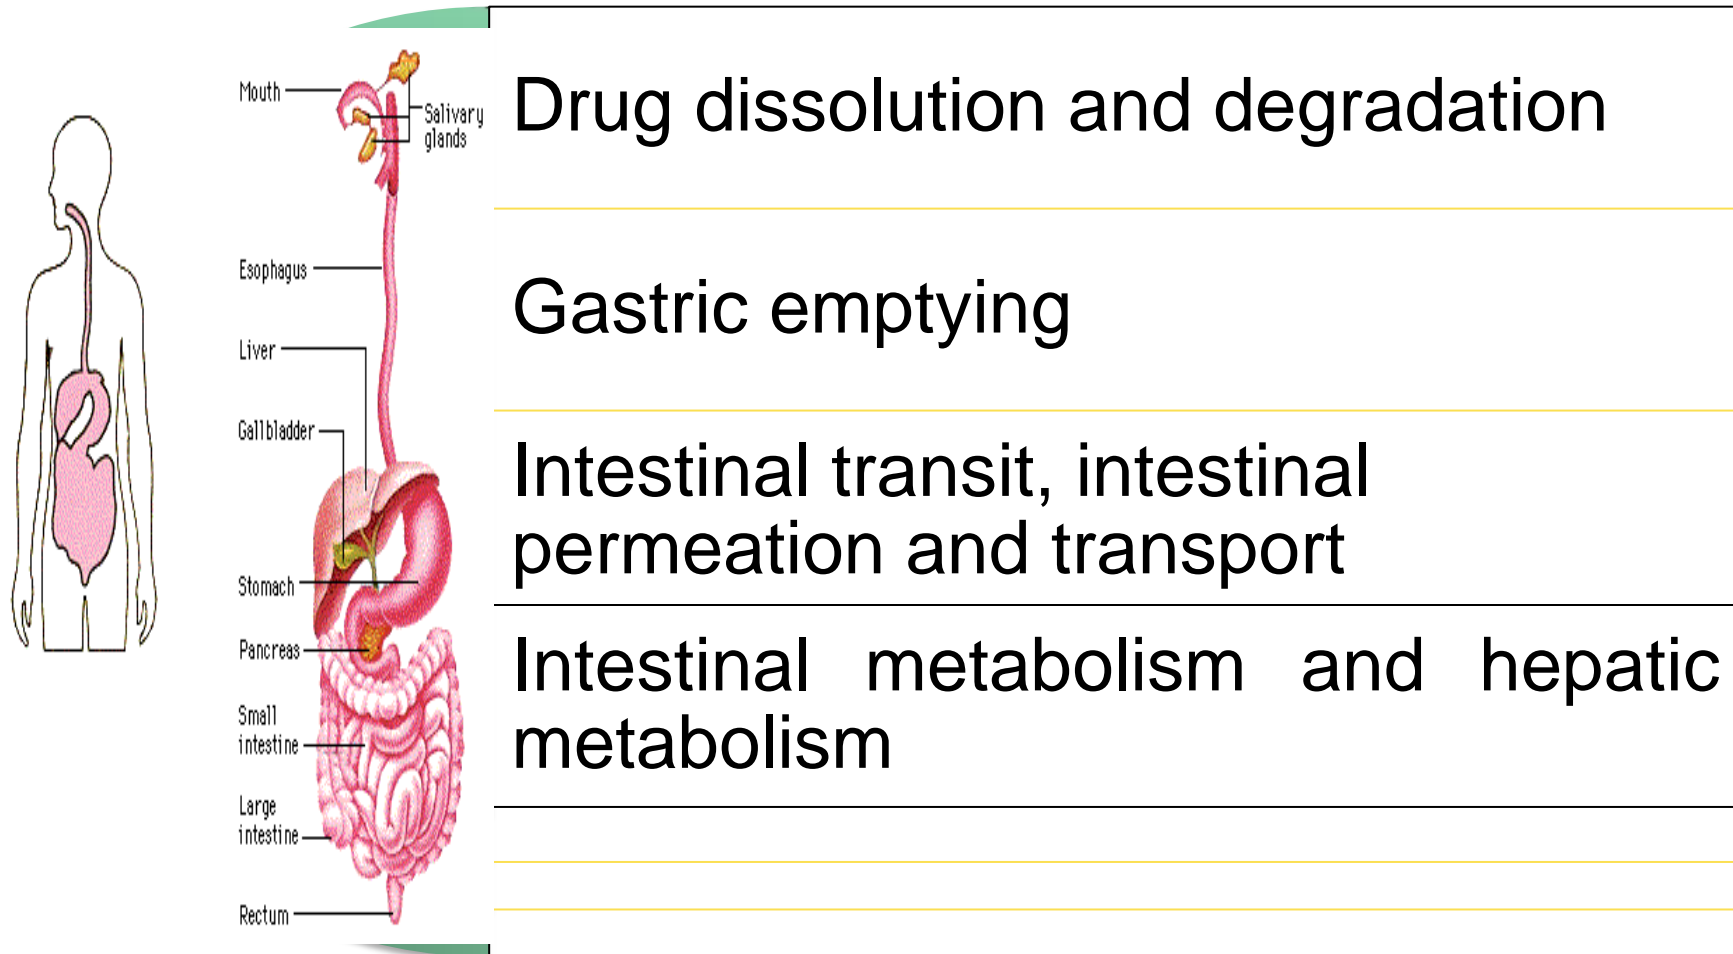 Mouth
Salivary
glands
Esophagus
Liver
Gallbladder
Stomach
Pancreas
Small
intestine
Large
intestine
Rectum
Drug dissolution and degradation
Gastric emptying
Intestinal transit, intestinal
permeation and transport
Intestinal metabolism and hepatic
metabolism